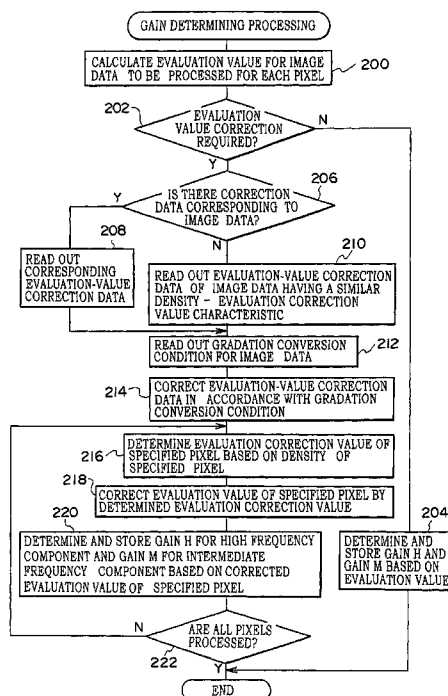 GAIN DETERMINING PROCESSING
CALCULATE EVALUATION VALUE FOR IMAGE
DATA TO BE PROCESSED FOR EACH PIXEL
200
202
EVALUATION
VALUE CORRECTION
REQUIRED?
N
Y
206
IS THERE CORRECTION
DATA CORRESPONDING TO
IMAGE DATA?
Y
N
208
READ OUT
CORRESPONDING
EVALUATION-VALUE
CORRECTION DATA
210
READ OUT EVALUATION-VALUE CORRECTION
DATA OF IMAGE DATA HAVING A SIMILAR
DENSITY - EVALUATION CORRECTION
VALUE CHARACTERISTIC
READ OUT GRADATION CONVERSION
CONDITION FOR IMAGE DATA
212
214
CORRECT EVALUATION-VALUE CORRECTION
DATA IN ACCORDANCE WITH GRADATION
CONVERSION CONDITION
216
DETERMINE EVALUATION CORRECTION VALUE OF
SPECIFIED PIXEL BASED ON DENSITY OF
SPECIFIED PIXEL
218
CORRECT EVALUATION VALUE OF SPECIFIED PIXEL BY
DETERMINED EVALUATION CORRECTION VALUE
220
DETERMINE AND STORE GAIN H FOR HIGH FREQUENCY
COMPONENT AND GAIN M FOR INTERMEDIATE
FREQUENCY COMPONENT BASED ON CORRECTED
EVALUATION VALUE OF SPECIFIED PIXEL
204
DETERMINE AND
STORE GAIN H AND
GAIN M BASED ON
EVALUATION VALUE
N
ARE ALL PIXELS
PROCESSED?
222
Y
END